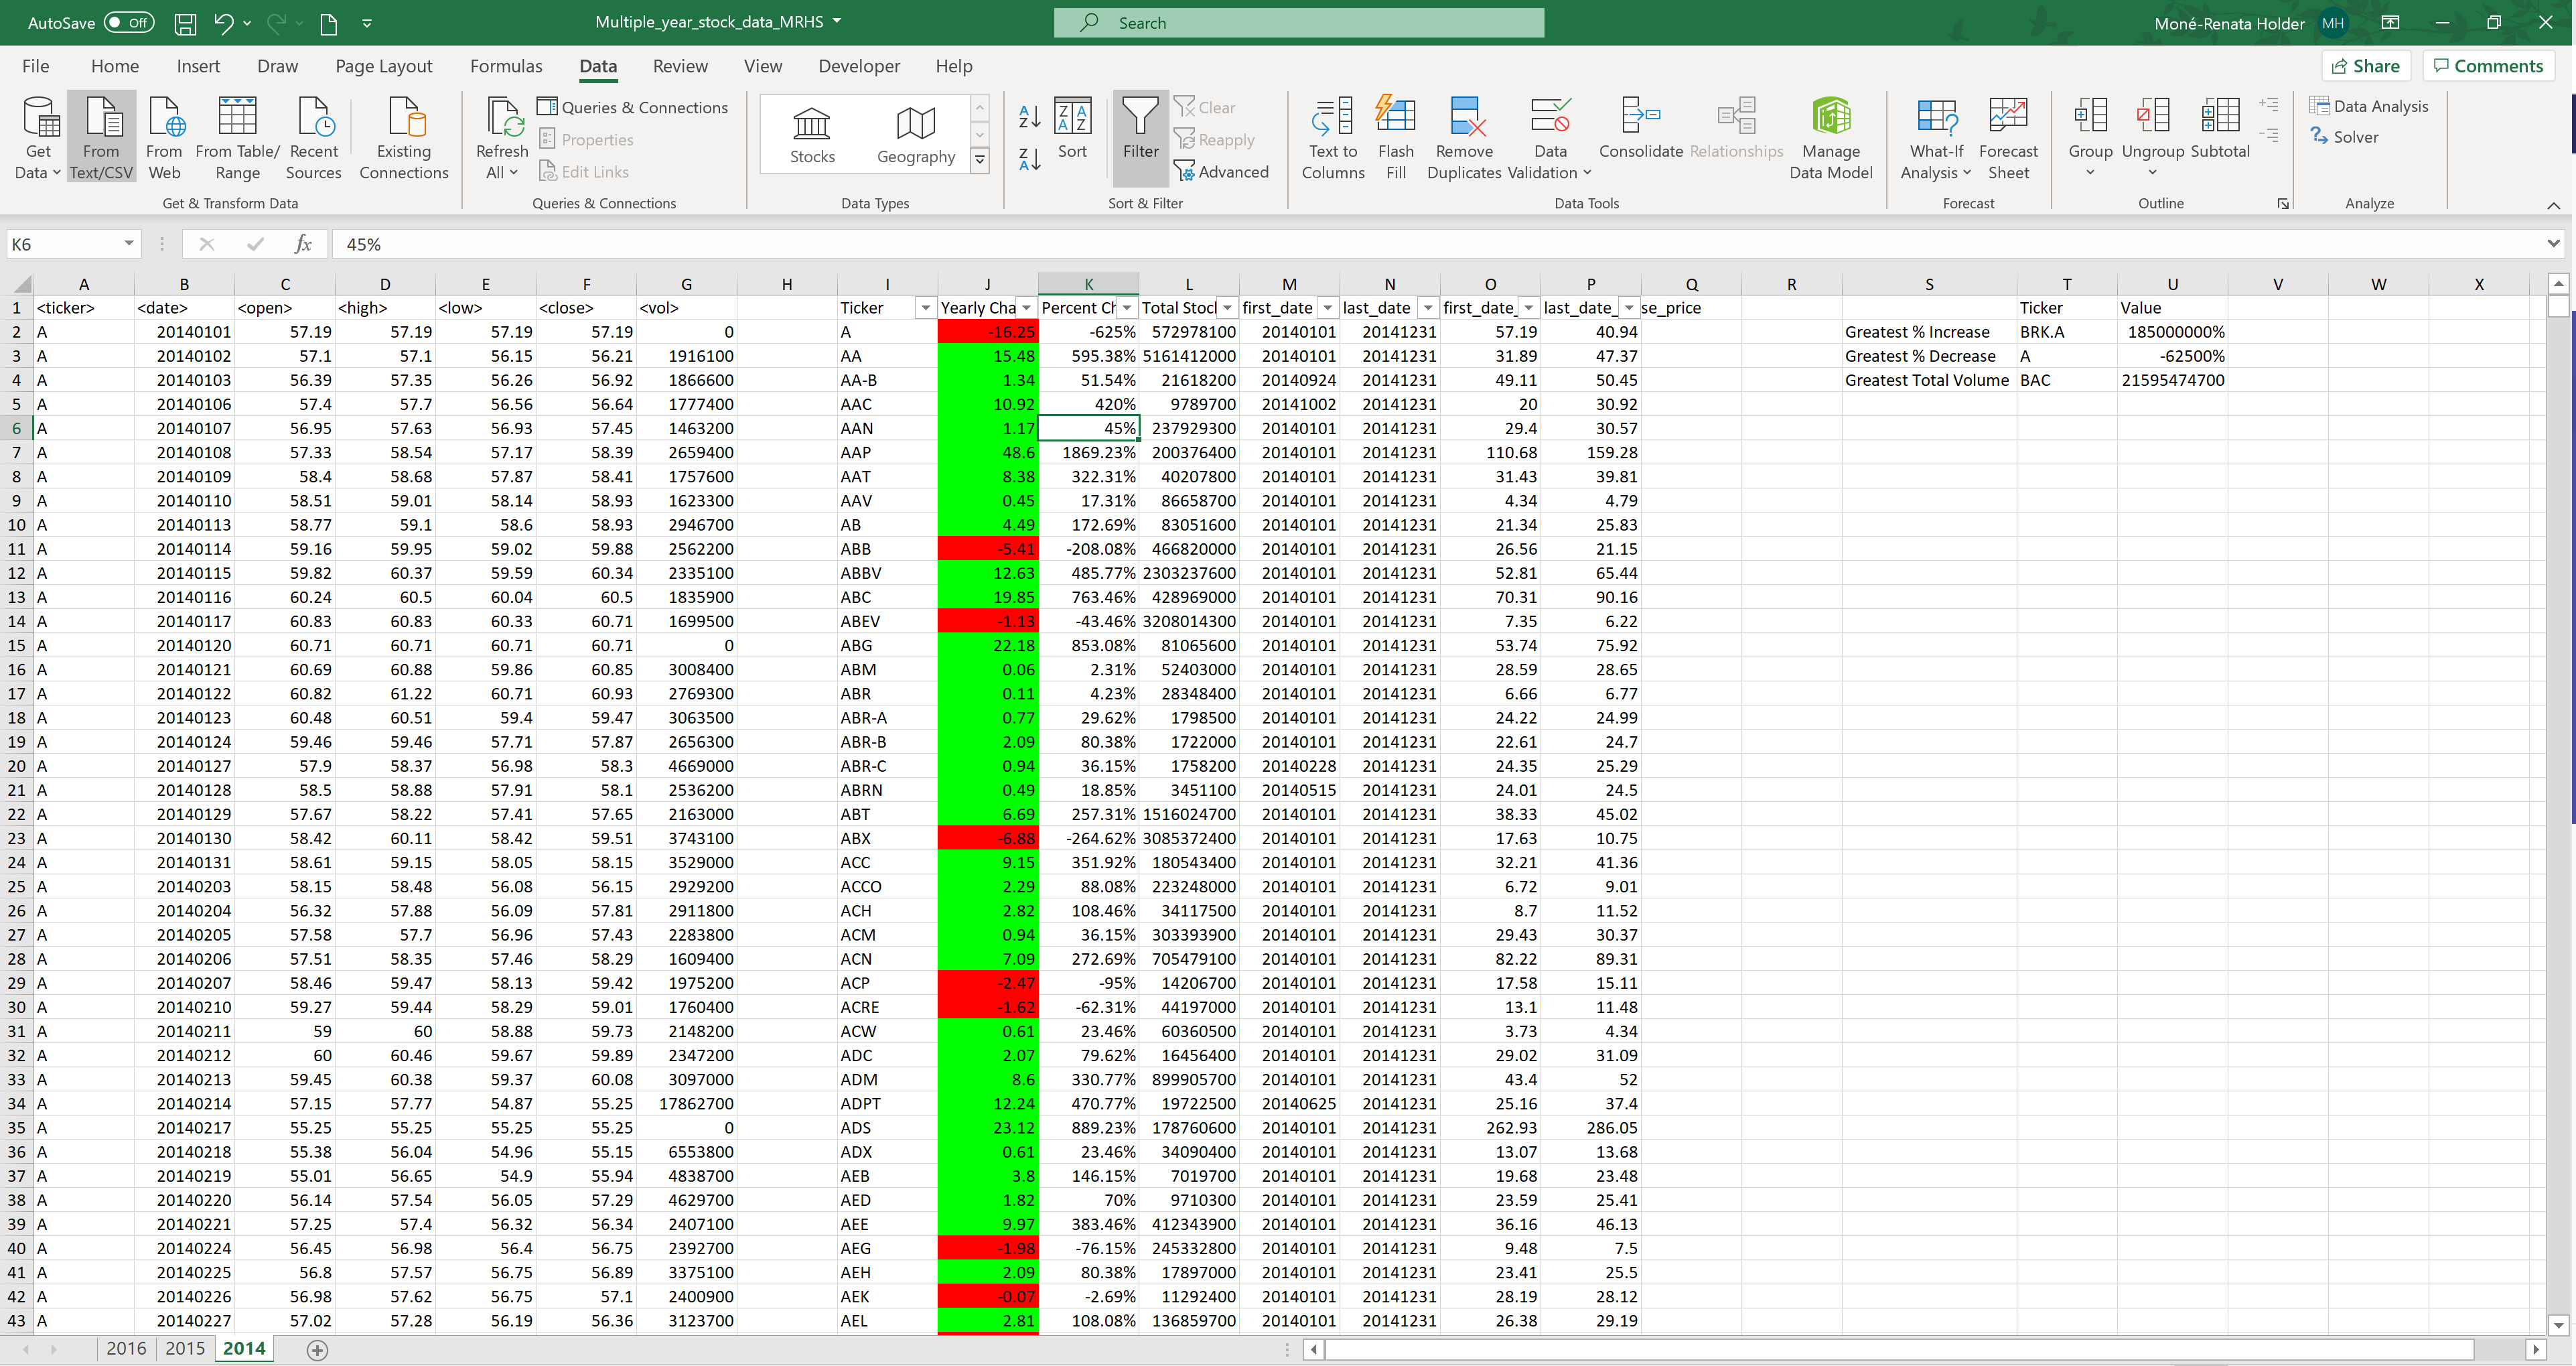 AutoSave Off Multiple_year_stock_data_MRHS Search Moné-Renata Holder MH
File Home Insert Draw Page Layout Formulas Data Review View Developer Help Share Comments
Get Data From Text/CSV From Web From Table/ Range Recent Sources Existing Connections Refresh All Queries & Connections Properties Edit Links Stocks Geography Sort Filter Clear Reapply Advanced Text to Columns Flash Fill Remove Duplicates Data Validation Consolidate Relationships Manage Data Model What-If Analysis Forecast Sheet Group Ungroup Subtotal Data Analysis Solver
Get & Transform Data Queries & Connections Data Types Sort & Filter Data Tools Forecast Outline Analyze
K6 fx 45%
A B C D E F G H I J K L M N O P Q R S T U V W X
1 <ticker> <date> <open> <high> <low> <close> <vol> Ticker Yearly Cha Percent Ch Total Stock first_date last_date first_date_ last_date_ se_price Ticker Value
2 A 20140101 57.19 57.19 57.19 57.19 0 A -16.25 -625% 572978100 20140101 20141231 57.19 40.94 Greatest % Increase BRK.A 185000000%
3 A 20140102 57.1 57.1 56.15 56.21 1916100 AA 15.48 595.38% 5161412000 20140101 20141231 31.89 47.37 Greatest % Decrease A -62500%
4 A 20140103 56.39 57.35 56.26 56.92 1866600 AA-B 1.34 51.54% 21618200 20140924 20141231 49.11 50.45 Greatest Total Volume BAC 21595474700
5 A 20140106 57.4 57.7 56.56 56.64 1777400 AAC 10.92 420% 9789700 20141002 20141231 20 30.92
6 A 20140107 56.95 57.63 56.93 57.45 1463200 AAN 1.17 45% 237929300 20140101 20141231 29.4 30.57
7 A 20140108 57.33 58.54 57.17 58.39 2659400 AAP 48.6 1869.23% 200376400 20140101 20141231 110.68 159.28
8 A 20140109 58.4 58.68 57.87 58.41 1757600 AAT 8.38 322.31% 40207800 20140101 20141231 31.43 39.81
9 A 20140110 58.51 59.01 58.14 58.93 1623300 AAV 0.45 17.31% 86658700 20140101 20141231 4.34 4.79
10 A 20140113 58.77 59.1 58.6 58.93 2946700 AB 4.49 172.69% 83051600 20140101 20141231 21.34 25.83
11 A 20140114 59.16 59.95 59.02 59.88 2562200 ABB -5.41 -208.08% 466820000 20140101 20141231 26.56 21.15
12 A 20140115 59.82 60.37 59.59 60.34 2335100 ABBV 12.63 485.77% 2303237600 20140101 20141231 52.81 65.44
13 A 20140116 60.24 60.5 60.04 60.5 1835900 ABC 19.85 763.46% 428969000 20140101 20141231 70.31 90.16
14 A 20140117 60.83 60.83 60.33 60.71 1699500 ABEV -1.13 -43.46% 3208014300 20140101 20141231 7.35 6.22
15 A 20140120 60.71 60.71 60.71 60.71 0 ABG 22.18 853.08% 81065600 20140101 20141231 53.74 75.92
16 A 20140121 60.69 60.88 59.86 60.85 3008400 ABM 0.06 2.31% 52403000 20140101 20141231 28.59 28.65
17 A 20140122 60.82 61.22 60.71 60.93 2769300 ABR 0.11 4.23% 28348400 20140101 20141231 6.66 6.77
18 A 20140123 60.48 60.51 59.4 59.47 3063500 ABR-A 0.77 29.62% 1798500 20140101 20141231 24.22 24.99
19 A 20140124 59.46 59.46 57.71 57.87 2656300 ABR-B 2.09 80.38% 1722000 20140101 20141231 22.61 24.7
20 A 20140127 57.9 58.37 56.98 58.3 4669000 ABR-C 0.94 36.15% 1758200 20140228 20141231 24.35 25.29
21 A 20140128 58.5 58.88 57.91 58.1 2536200 ABRN 0.49 18.85% 3451100 20140515 20141231 24.01 24.5
22 A 20140129 57.67 58.22 57.41 57.65 2163000 ABT 6.69 257.31% 1516024700 20140101 20141231 38.33 45.02
23 A 20140130 58.42 60.11 58.42 59.51 3743100 ABX -6.88 -264.62% 3085372400 20140101 20141231 17.63 10.75
24 A 20140131 58.61 59.15 58.05 58.15 3529000 ACC 9.15 351.92% 180543400 20140101 20141231 32.21 41.36
25 A 20140203 58.15 58.48 56.08 56.15 2929200 ACCO 2.29 88.08% 223248000 20140101 20141231 6.72 9.01
26 A 20140204 56.32 57.88 56.09 57.81 2911800 ACH 2.82 108.46% 34117500 20140101 20141231 8.7 11.52
27 A 20140205 57.58 57.7 56.96 57.43 2283800 ACM 0.94 36.15% 303393900 20140101 20141231 29.43 30.37
28 A 20140206 57.51 58.35 57.46 58.29 1609400 ACN 7.09 272.69% 705479100 20140101 20141231 82.22 89.31
29 A 20140207 58.46 59.47 58.13 59.42 1975200 ACP -2.47 -95% 14206700 20140101 20141231 17.58 15.11
30 A 20140210 59.27 59.44 58.29 59.01 1760400 ACRE -1.62 -62.31% 44197000 20140101 20141231 13.1 11.48
31 A 20140211 59 60 58.88 59.73 2148200 ACW 0.61 23.46% 60360500 20140101 20141231 3.73 4.34
32 A 20140212 60 60.46 59.67 59.89 2347200 ADC 2.07 79.62% 16456400 20140101 20141231 29.02 31.09
33 A 20140213 59.45 60.38 59.37 60.08 3097000 ADM 8.6 330.77% 899905700 20140101 20141231 43.4 52
34 A 20140214 57.15 57.77 54.87 55.25 17862700 ADPT 12.24 470.77% 19722500 20140625 20141231 25.16 37.4
35 A 20140217 55.25 55.25 55.25 55.25 0 ADS 23.12 889.23% 178760600 20140101 20141231 262.93 286.05
36 A 20140218 55.38 56.04 54.96 55.15 6553800 ADX 0.61 23.46% 34090400 20140101 20141231 13.07 13.68
37 A 20140219 55.01 56.65 54.9 55.94 4838700 AEB 3.8 146.15% 7019700 20140101 20141231 19.68 23.48
38 A 20140220 56.14 57.54 56.05 57.29 4629700 AED 1.82 70% 9710300 20140101 20141231 23.59 25.41
39 A 20140221 57.25 57.4 56.32 56.34 2407100 AEE 9.97 383.46% 412343900 20140101 20141231 36.16 46.13
40 A 20140224 56.45 56.98 56.4 56.75 2392700 AEG -1.98 -76.15% 245332800 20140101 20141231 9.48 7.5
41 A 20140225 56.8 57.57 56.75 56.89 3375100 AEH 2.09 80.38% 17897000 20140101 20141231 23.41 25.5
42 A 20140226 56.98 57.62 56.75 57.1 2400900 AEK -0.07 -2.69% 11292400 20140101 20141231 28.19 28.12
43 A 20140227 57.02 57.28 56.19 56.36 3123700 AEL 2.81 108.08% 136859700 20140101 20141231 26.38 29.19
2016 2015 2014